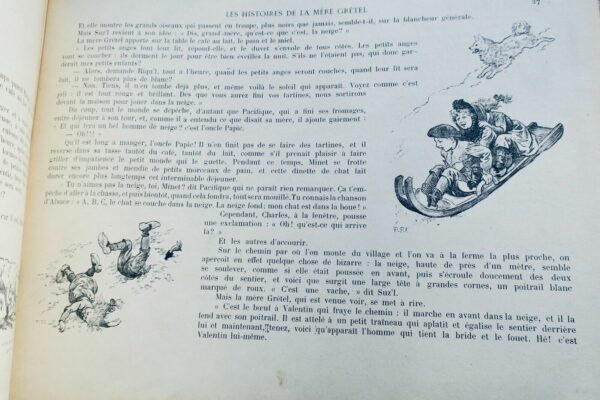 LES HISTOIRES DE LA MÈRE GRETEL
37
Et elle montre les grands oiseaux qui passent en troupe, plus noirs que jamais, semble-t-il, sur la blancheur générale.
Mais Suz'l revient à son idée : « Dis, grand'mère, qu'est-ce que c'est, la neige? »
La mère Grétel apporte sur la table le café au lait, le pain et le miel.
« Les petits anges font leur lit, répond-elle, et le duvet s'envole de tous côtés. Les petits anges
vont se coucher : ils dorment le jour pour être bien éveillés la nuit. S'ils ne l'étaient pas, qui donc gar-
derait mes petits enfants?
— Alors, demande Riqu'l, tout à l'heure, quand les petits anges seront couchés, quand leur lit sera
fait, il ne tombera plus de blanc?
— Non. Tiens, il n'en tombe déjà plus, et même voilà le soleil qui apparaît. Voyez comme c'est
joli : il est tout rouge et brillant. Dès que vous aurez fini vos tartines, nous sortirons
devant la maison pour jouer dans la neige. »
Du coup, tout le monde se dépêche, d'autant que Pacifique, qui a fini ses fromages,
entre déjeuner à son tour, et, comme il a entendu ce que disait sa mère, il ajoute gaiement :
« Et qui fera un bel homme de neige? c'est l'oncle Papic.
— Oh!!! »
Qu'il est long à manger, l'oncle Papic! Il n'en finit pas de se faire des tartines, et il
reverse dans sa tasse tantôt du café, tantôt du lait, comme s'il prenait plaisir à faire
griller d'impatience le petit monde qui le guette. Pendant ce temps, Minet se frotte
contre ses jambes et mendie de petits morceaux de pain, et cette dînette de chat fait
durer encore plus longtemps cet interminable déjeuner.
« Tu n'aimes pas la neige, toi, Minet? dit Pacifique qui ne paraît rien remarquer. Ça t'em-
pêche d'aller à la chasse, et puis bientôt, quand cela fondra, tout sera mouillé. Tu connais la chanson
d'Alsace : « A, B, C, le chat se couche dans la neige. La neige fond; mon chat est dans la boue! »
Cependant, Charles, à la fenêtre, pousse
une exclamation : « Oh! qu'est-ce qui arrive
là? »
Et les autres d'accourir.
Sur le chemin par où l'on monte du village et l'on va à la ferme la plus proche, on
aperçoit en effet quelque chose de bizarre : la neige, haute de près d'un mètre, semble
se soulever, comme si elle était poussée en avant, puis s'écroule doucement des deux
côtés du sentier, et voici que surgit une large tête à grandes cornes, un poitrail blanc
marqué de roux. « C'est une vache, » dit Suz'l.
Mais la mère Grétel, qui est venue voir, se met à rire.
« C'est le bœuf à Valentin qui fraye le chemin : il marche en avant dans la neige, et il la
fend avec son poitrail. Il est attelé à un petit traîneau qui aplatit et égalise le sentier derrière
lui et maintenant, tenez, voici qu'apparaît l'homme qui tient la bride et le fouet. Hé! c'est
Valentin lui-même.